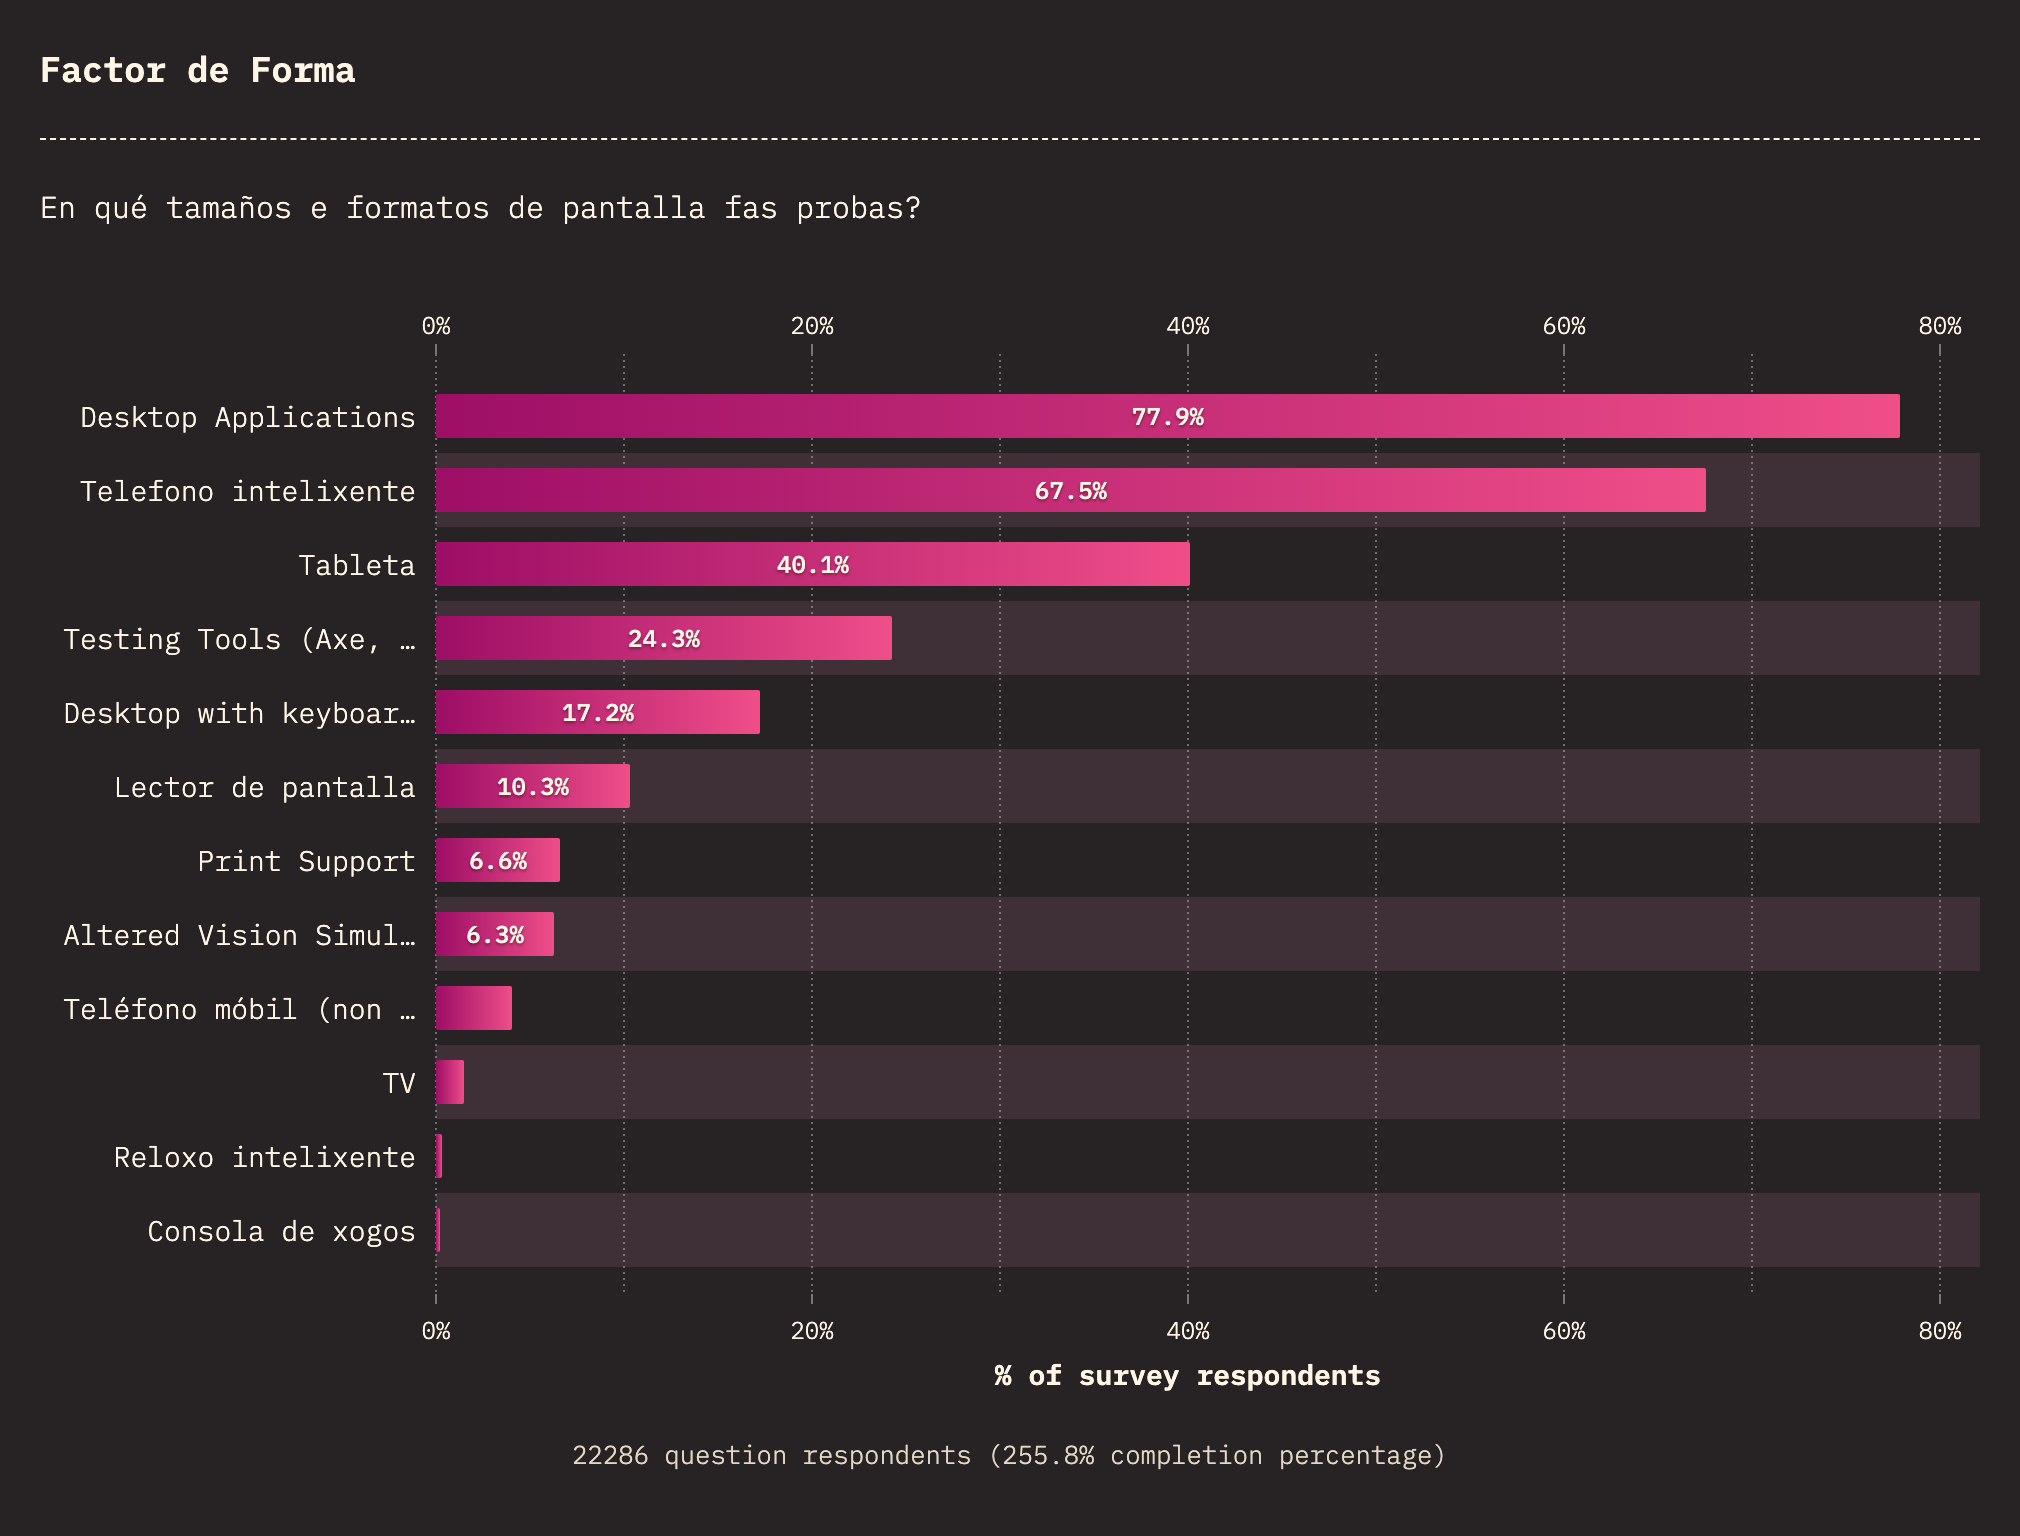 Factor de Forma
En qué tamaños e formatos de pantalla fas probas?
0% 20% 40% 60% 80%
Desktop Applications 77.9%
Telefono intelixente 67.5%
Tableta 40.1%
Testing Tools (Axe, … 24.3%
Desktop with keyboar… 17.2%
Lector de pantalla 10.3%
Print Support 6.6%
Altered Vision Simul… 6.3%
Teléfono móbil (non …
TV
Reloxo intelixente
Consola de xogos
0% 20% 40% 60% 80%
% of survey respondents
22286 question respondents (255.8% completion percentage)